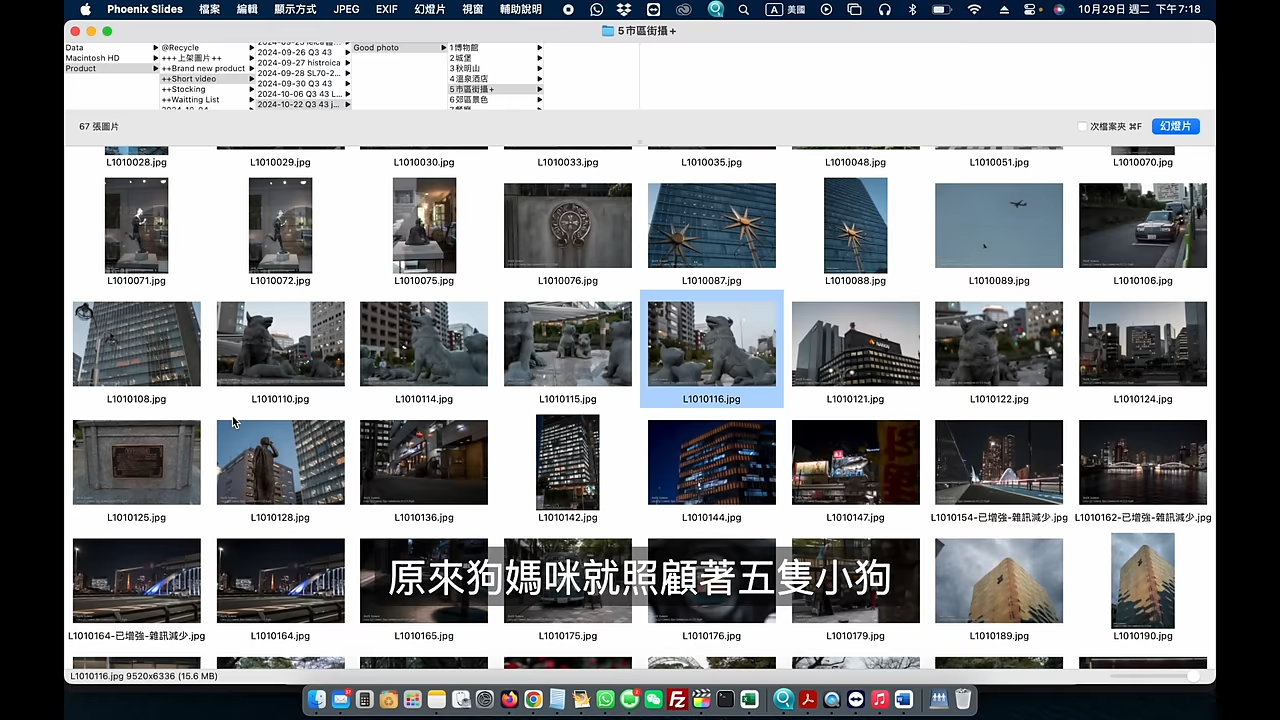 Phoenix Slides 檔案 編輯 顯示方式 JPEG EXIF 幻燈片 視窗 輔助說明 A 美國 10月29日 週二 下午7:18
5市區街攝+
Data @Recycle Good photo 1博物館
Macintosh HD +++上架圖片++ 2024-09-26 Q3 43 2城堡
Product ++Brand new product 2024-09-27 histroica 3秋明山
++Short video 2024-09-28 SL70-2... 4溫泉酒店
++Stocking 2024-09-30 Q3 43 5市區街攝+
++Waitting List 2024-10-06 Q3 43 L... 6郊區景色
2024-10-22 Q3 43 j...
67 張圖片 次檔案夾 ⌘F 幻燈片
L1010028.jpg L1010029.jpg L1010030.jpg L1010033.jpg L1010035.jpg L1010048.jpg L1010051.jpg L1010070.jpg
L1010071.jpg L1010072.jpg L1010075.jpg L1010076.jpg L1010087.jpg L1010088.jpg L1010089.jpg L1010106.jpg
L1010108.jpg L1010110.jpg L1010114.jpg L1010115.jpg L1010116.jpg L1010121.jpg L1010122.jpg L1010124.jpg
L1010125.jpg L1010128.jpg L1010136.jpg L1010142.jpg L1010144.jpg L1010147.jpg L1010154-已增強-雜訊減少.jpg L1010162-已增強-雜訊減少.jpg
原來狗媽咪就照顧著五隻小狗
L1010164-已增強-雜訊減少.jpg L1010164.jpg L1010165.jpg L1010175.jpg L1010176.jpg L1010179.jpg L1010189.jpg L1010190.jpg
L1010116.jpg 9520x6336 (15.6 MB)